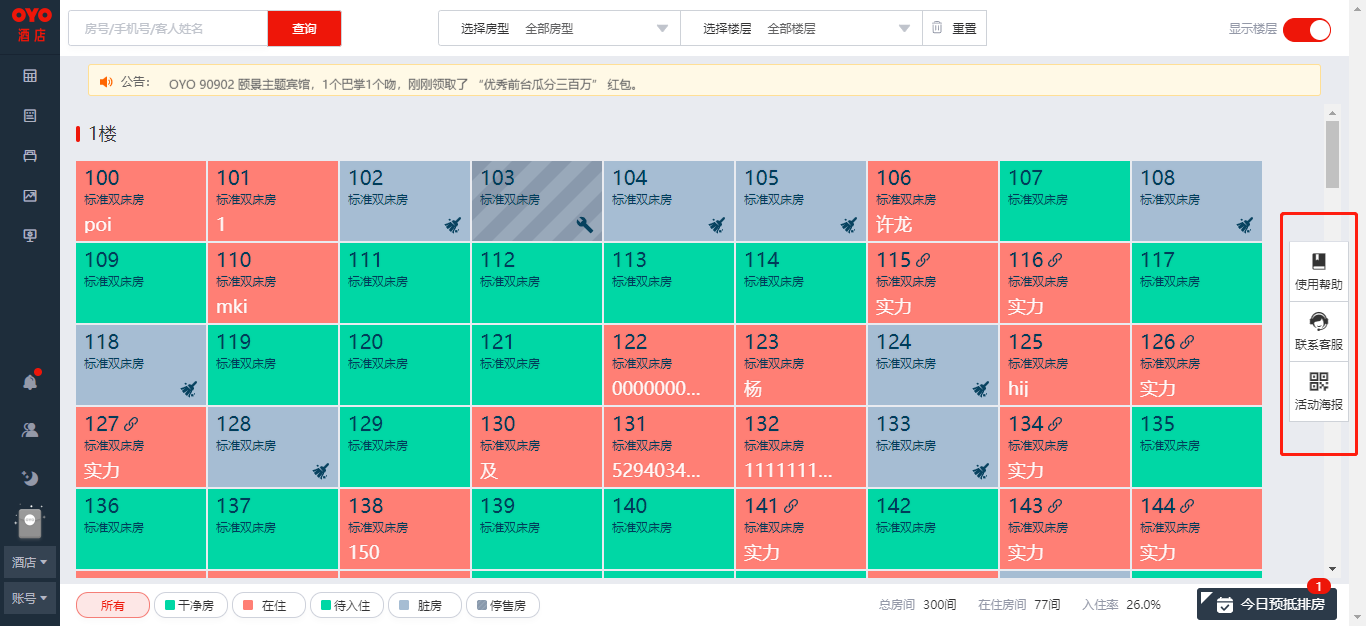 OYO
酒店
房号/手机号/客人姓名
查询
选择房型 全部房型
选择楼层 全部楼层
重置
显示楼层
公告： OYO 90902 颐景主题宾馆，1个巴掌1个吻，刚刚领取了 “优秀前台瓜分三百万” 红包。
1楼
100 101 102 103 104 105 106 107 108
标准双床房 标准双床房 标准双床房 标准双床房 标准双床房 标准双床房 标准双床房 标准双床房 标准双床房
poi 1 许龙
109 110 111 112 113 114 115 116 117
标准双床房 标准双床房 标准双床房 标准双床房 标准双床房 标准双床房 标准双床房 标准双床房 标准双床房
mki 实力 实力
118 119 120 121 122 123 124 125 126
标准双床房 标准双床房 标准双床房 标准双床房 标准双床房 标准双床房 标准双床房 标准双床房 标准双床房
0000000... 杨 hij 实力
127 128 129 130 131 132 133 134 135
标准双床房 标准双床房 标准双床房 标准双床房 标准双床房 标准双床房 标准双床房 标准双床房 标准双床房
实力 及 5294034... 1111111... 实力
136 137 138 139 140 141 142 143 144
标准双床房 标准双床房 标准双床房 标准双床房 标准双床房 标准双床房 标准双床房 标准双床房 标准双床房
150 实力 实力 实力
使用帮助
联系客服
活动海报
酒店
账号
所有 干净房 在住 待入住 脏房 停售房
总房间 300间 在住房间 77间 入住率 26.0%
今日预抵排房
1